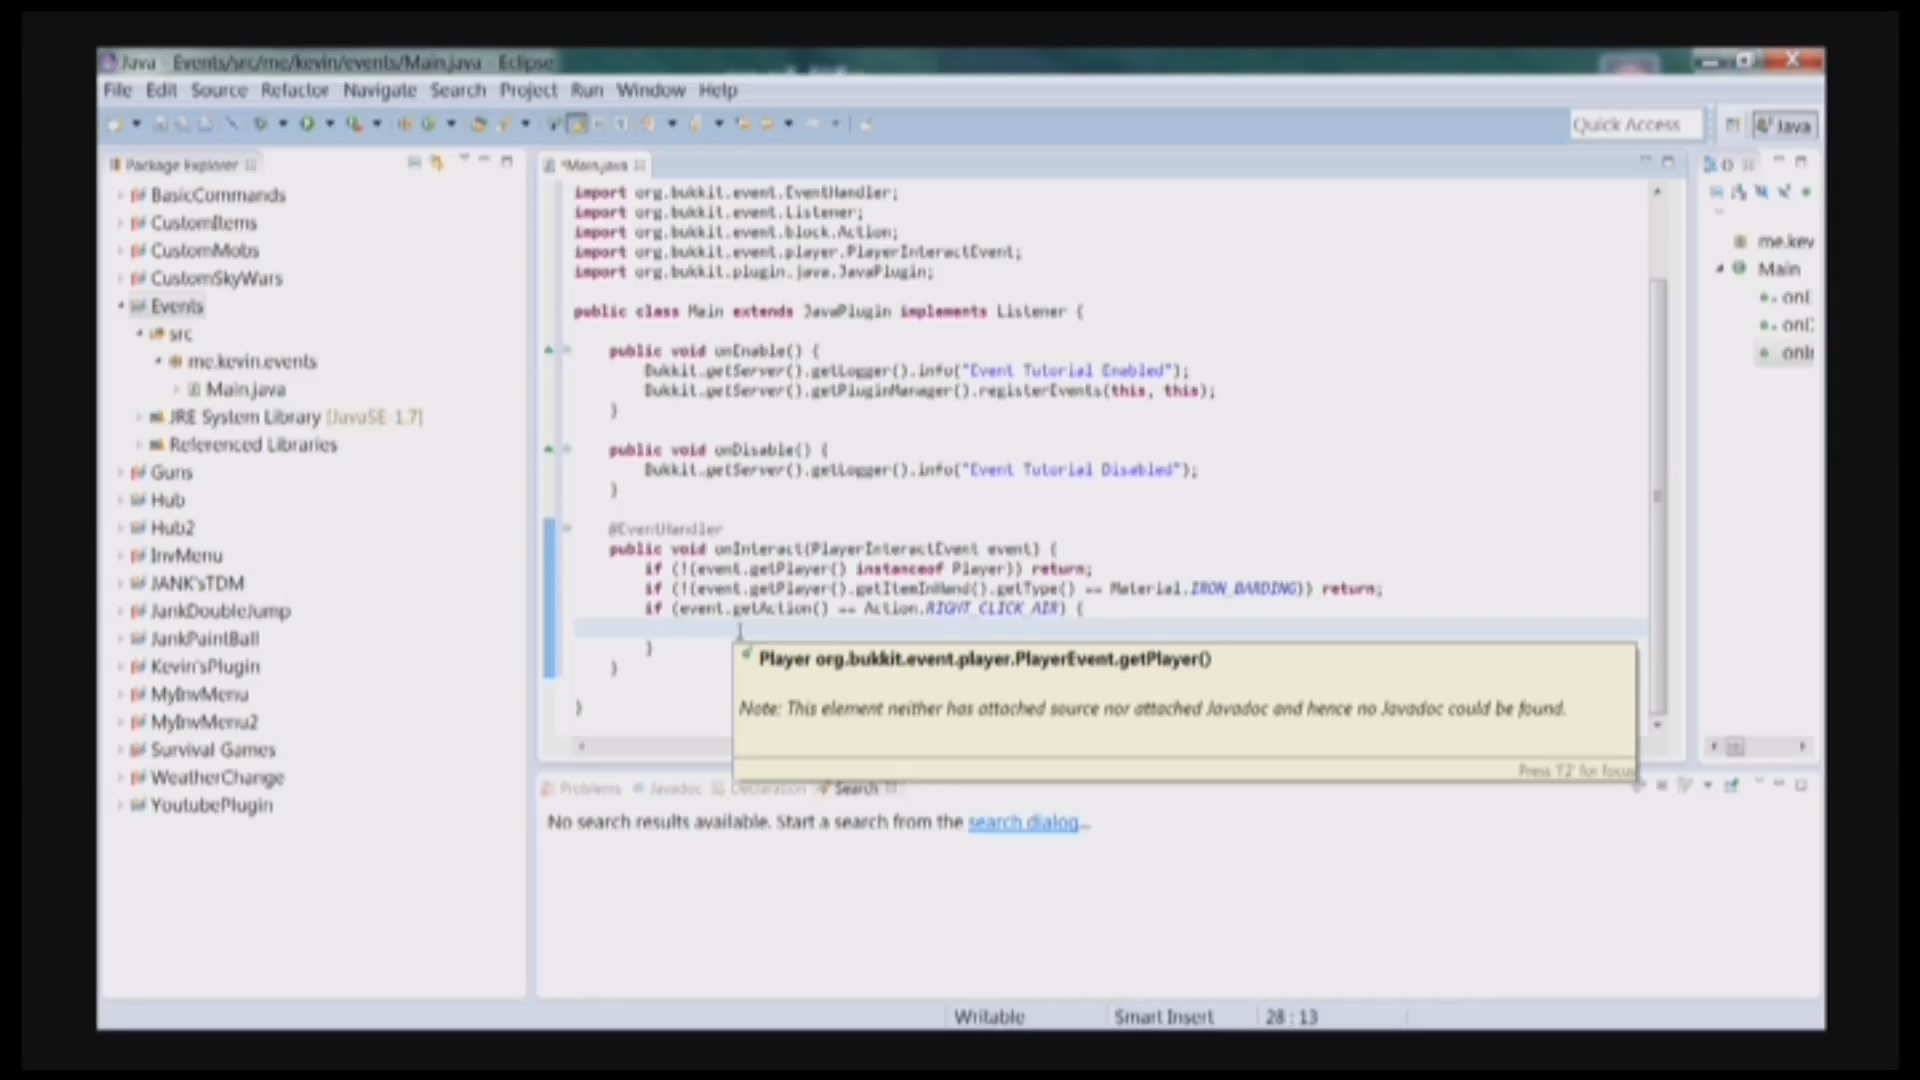 Java Events/src/me/kevin/events/Main.java Eclipse
File Edit Source Refactor Navigate Search Project Run Window Help
Quick Access
Java
Package Explorer
BasicCommands
CustomItems
CustomMobs
CustomSkyWars
Events
src
me.kevin.events
Main.java
JRE System Library [JavaSE-1.7]
Referenced Libraries
Guns
Hub
Hub2
InvMenu
JANK'sTDM
JankDoubleJump
JankPaintBall
Kevin'sPlugin
MyInvMenu
MyInvMenu2
Survival Games
WeatherChange
YoutubePlugin
*Main.java
import org.bukkit.event.EventHandler;
import org.bukkit.event.Listener;
import org.bukkit.event.block.Action;
import org.bukkit.event.player.PlayerInteractEvent;
import org.bukkit.plugin.java.JavaPlugin;
public class Main extends JavaPlugin implements Listener {
public void onEnable() {
Bukkit.getServer().getLogger().info("Event Tutorial Enabled");
Bukkit.getServer().getPluginManager().registerEvents(this, this);
}
public void onDisable() {
Bukkit.getServer().getLogger().info("Event Tutorial Disabled");
}
@EventHandler
public void onInteract(PlayerInteractEvent event) {
if (!(event.getPlayer() instanceof Player)) return;
if (!(event.getPlayer().getItemInHand().getType() == Material.IRON_BARDING)) return;
if (event.getAction() == Action.RIGHT_CLICK_AIR) {
}
}
}
Player org.bukkit.event.player.PlayerEvent.getPlayer()
Note: This element neither has attached source nor attached Javadoc and hence no Javadoc could be found.
Press 'F2' for focus
me.kev
Main
Problems Javadoc Declaration Search
No search results available. Start a search from the search dialog...
Writable Smart Insert 28 : 13